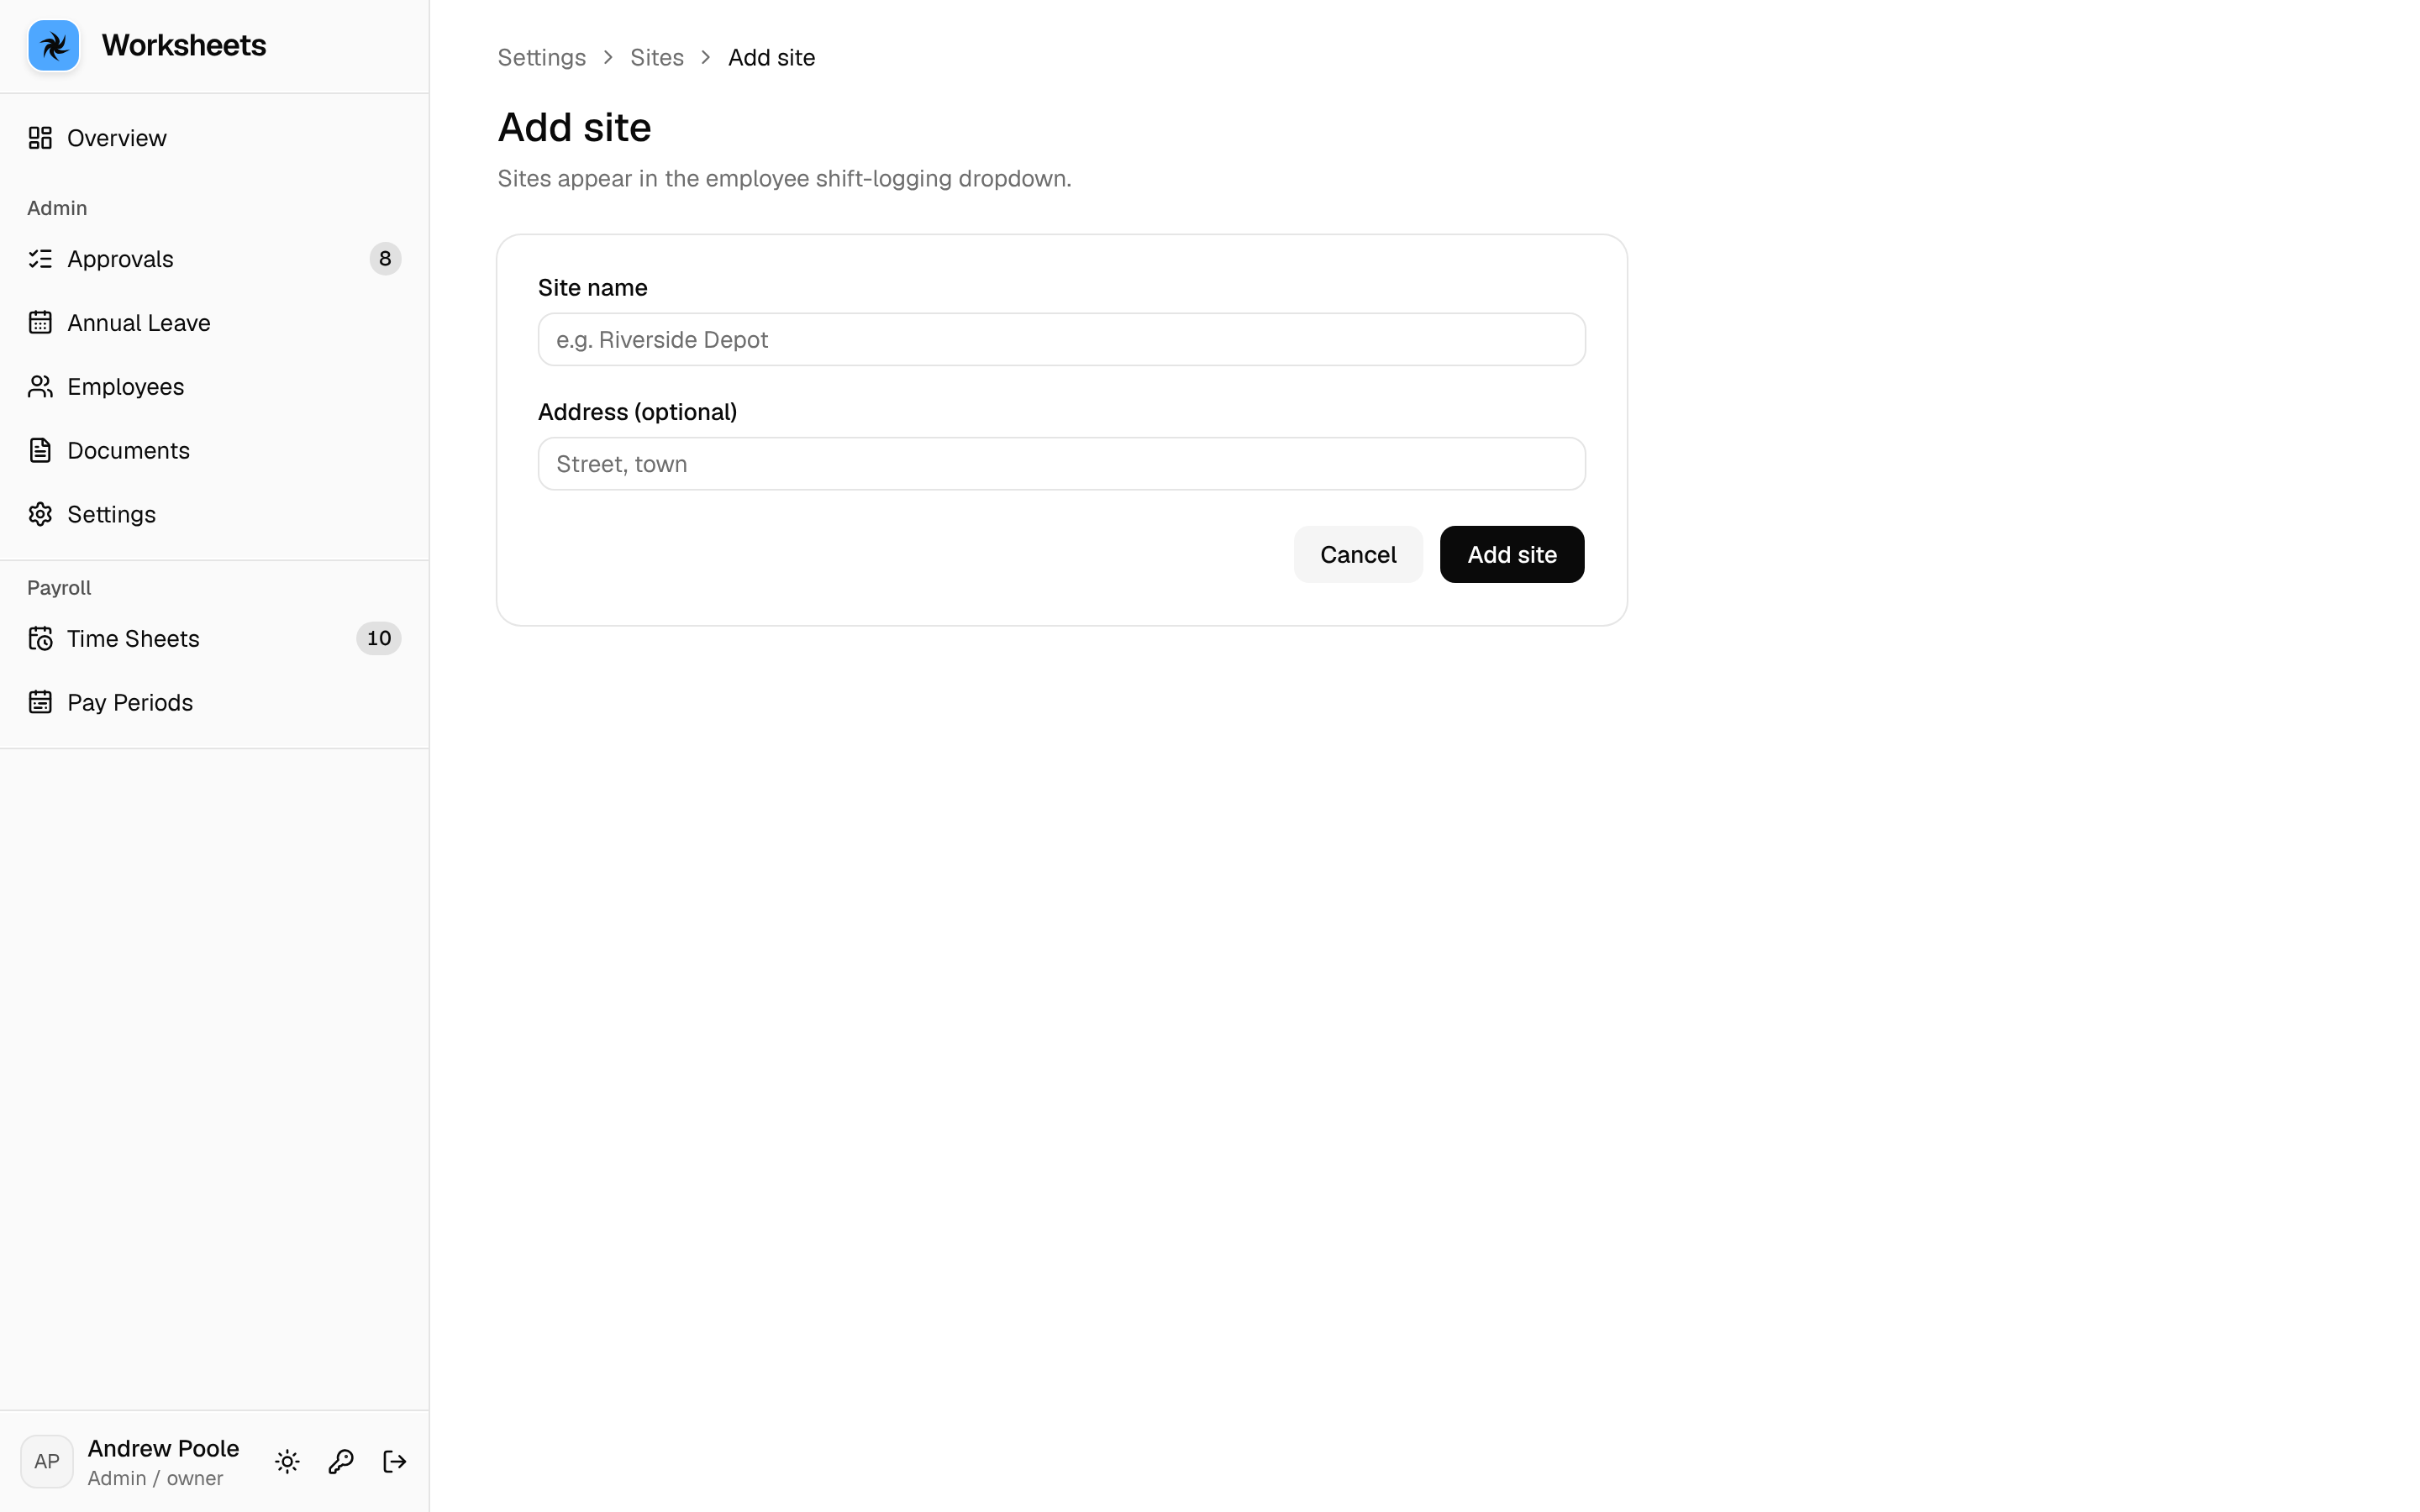 Worksheets
Overview
Admin
Approvals 8
Annual Leave
Employees
Documents
Settings
Payroll
Time Sheets 10
Pay Periods
AP
Andrew Poole
Admin / owner
Settings > Sites > Add site
Add site
Sites appear in the employee shift-logging dropdown.
Site name
e.g. Riverside Depot
Address (optional)
Street, town
Cancel Add site